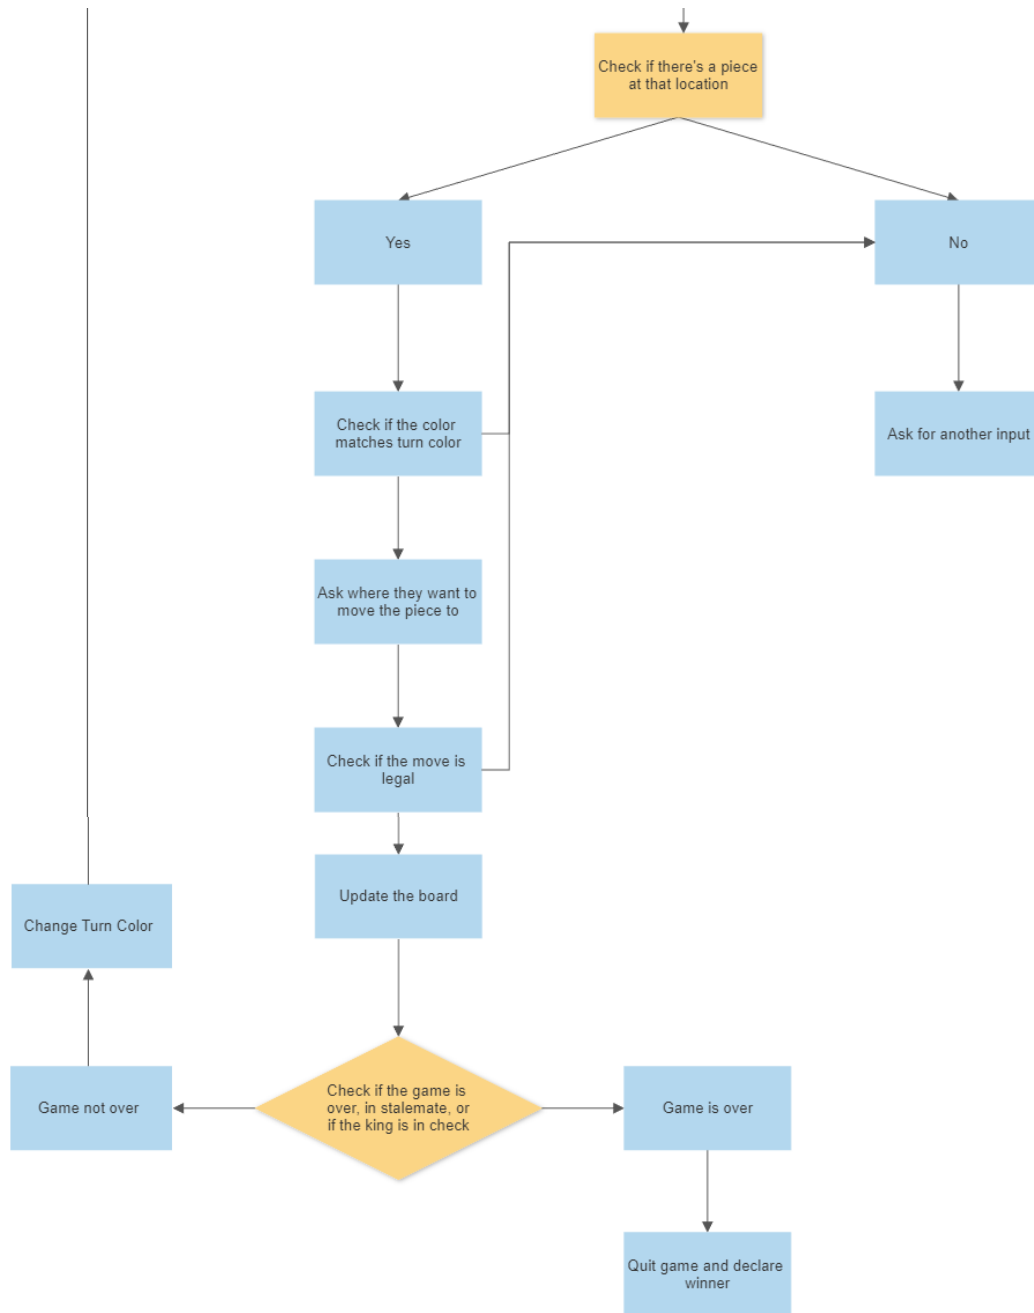 Check if there's a piece
at that location
Yes
No
Check if the color
matches turn color
Ask for another input
Ask where they want to
move the piece to
Check if the move is
legal
Update the board
Change Turn Color
Game not over
Check if the game is
over, in stalemate, or
if the king is in check
Game is over
Quit game and declare
winner